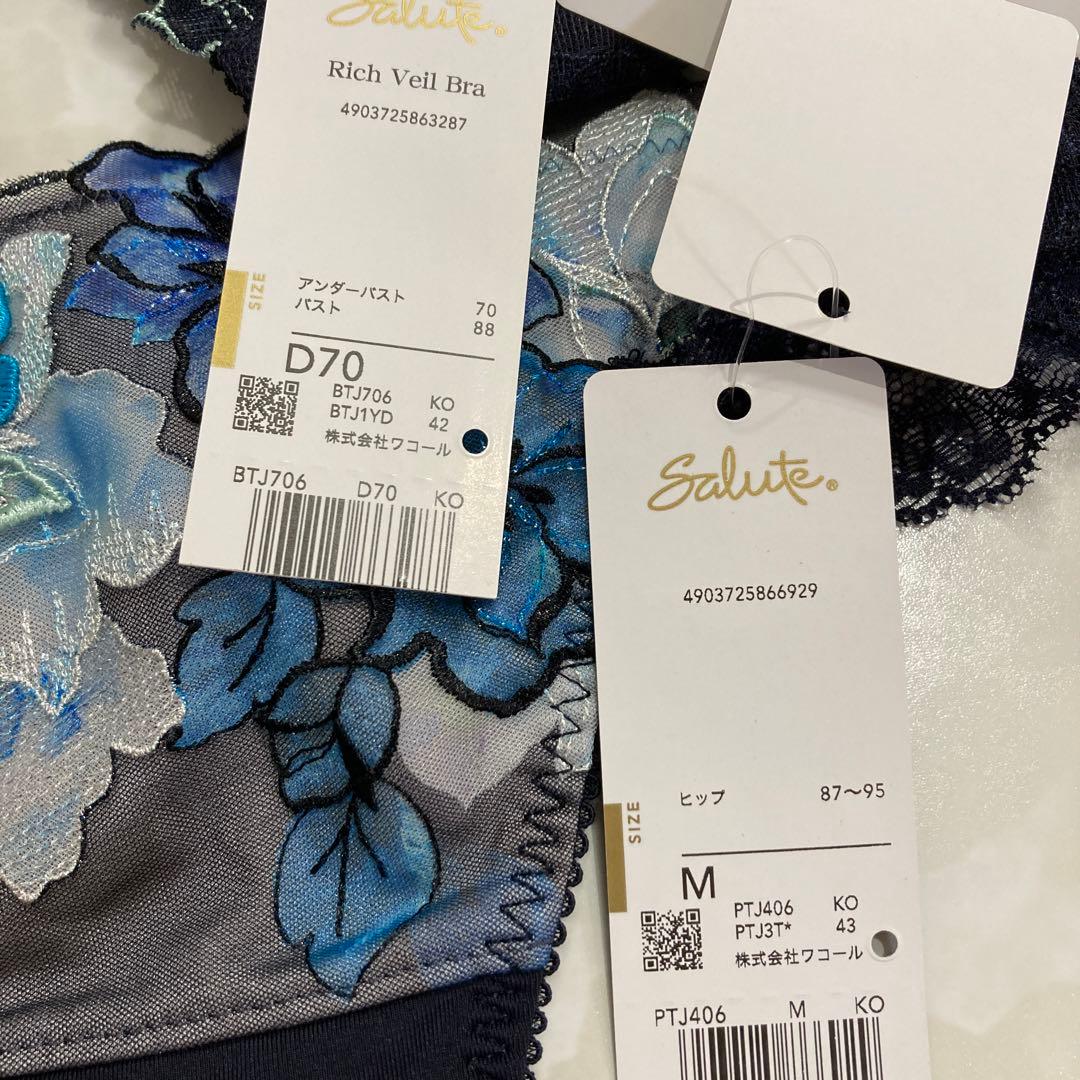 Salute®
Rich Veil Bra
4903725863287
SIZE
アンダーバスト 70
バスト 88
D70
BTJ706 KO
BTJ1YD 42
株式会社ワコール
BTJ706 D70 KO
Salute®
4903725866929
SIZE
ヒップ 87〜95
M
PTJ406 KO
PTJ3T* 43
株式会社ワコール
PTJ406 M KO